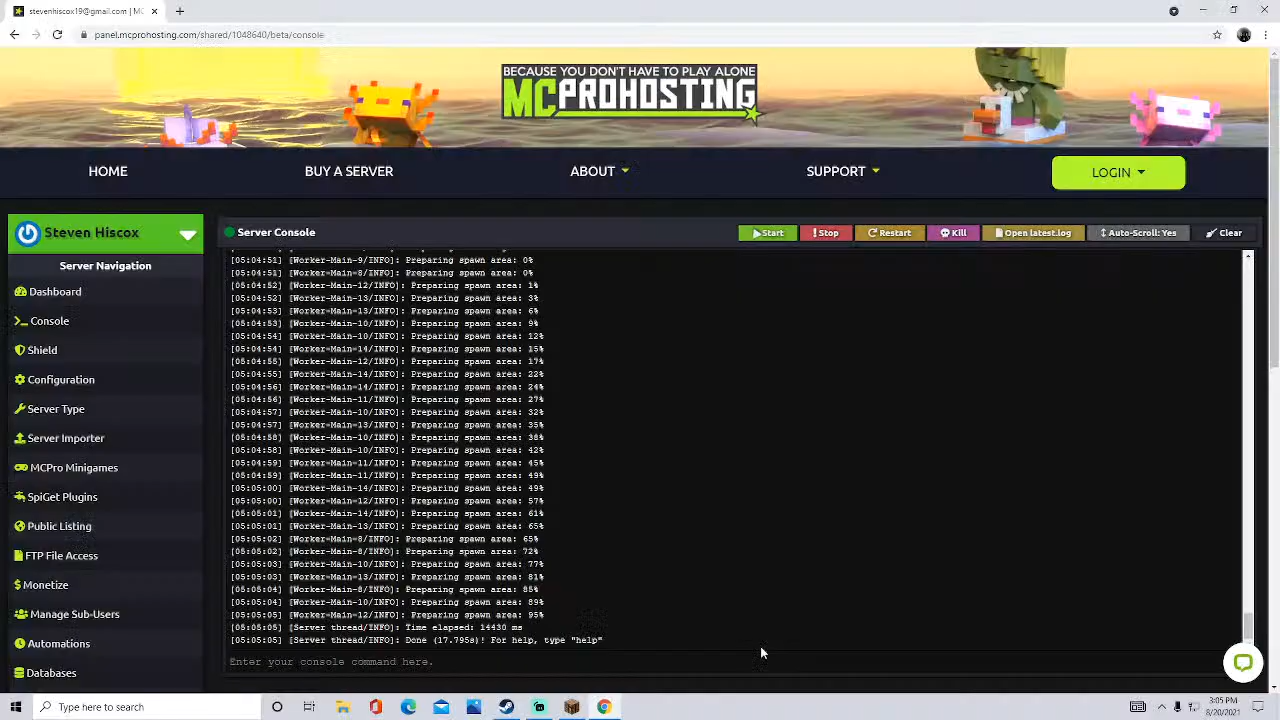 stevenhiscox19@gmail.com | MC
panel.mcprohosting.com/shared/1048640/beta/console
BECAUSE YOU DON'T HAVE TO PLAY ALONE
MCPROHOSTING
HOME
BUY A SERVER
ABOUT
SUPPORT
LOGIN
Steven Hiscox
Server Console
Start
Stop
Restart
Kill
Open latest.log
Auto-Scroll: Yes
Clear
Server Navigation
Dashboard
Console
Shield
Configuration
Server Type
Server Importer
MCPro Minigames
SpiGet Plugins
Public Listing
FTP File Access
Monetize
Manage Sub-Users
Automations
Databases
[05:04:51] [Worker-Main-9/INFO]: Preparing spawn area: 0%
[05:04:51] [Worker-Main-8/INFO]: Preparing spawn area: 0%
[05:04:52] [Worker-Main-12/INFO]: Preparing spawn area: 1%
[05:04:52] [Worker-Main-13/INFO]: Preparing spawn area: 3%
[05:04:53] [Worker-Main-11/INFO]: Preparing spawn area: 6%
[05:04:53] [Worker-Main-10/INFO]: Preparing spawn area: 9%
[05:04:54] [Worker-Main-10/INFO]: Preparing spawn area: 12%
[05:04:54] [Worker-Main-14/INFO]: Preparing spawn area: 15%
[05:04:55] [Worker-Main-12/INFO]: Preparing spawn area: 17%
[05:04:55] [Worker-Main-14/INFO]: Preparing spawn area: 22%
[05:04:56] [Worker-Main-14/INFO]: Preparing spawn area: 24%
[05:04:56] [Worker-Main-11/INFO]: Preparing spawn area: 27%
[05:04:57] [Worker-Main-10/INFO]: Preparing spawn area: 32%
[05:04:57] [Worker-Main-13/INFO]: Preparing spawn area: 35%
[05:04:58] [Worker-Main-10/INFO]: Preparing spawn area: 38%
[05:04:58] [Worker-Main-10/INFO]: Preparing spawn area: 42%
[05:04:59] [Worker-Main-11/INFO]: Preparing spawn area: 45%
[05:04:59] [Worker-Main-11/INFO]: Preparing spawn area: 49%
[05:05:00] [Worker-Main-14/INFO]: Preparing spawn area: 49%
[05:05:00] [Worker-Main-12/INFO]: Preparing spawn area: 57%
[05:05:01] [Worker-Main-14/INFO]: Preparing spawn area: 61%
[05:05:01] [Worker-Main-13/INFO]: Preparing spawn area: 65%
[05:05:02] [Worker-Main-8/INFO]: Preparing spawn area: 65%
[05:05:02] [Worker-Main-8/INFO]: Preparing spawn area: 72%
[05:05:03] [Worker-Main-10/INFO]: Preparing spawn area: 77%
[05:05:03] [Worker-Main-13/INFO]: Preparing spawn area: 81%
[05:05:04] [Worker-Main-8/INFO]: Preparing spawn area: 85%
[05:05:04] [Worker-Main-10/INFO]: Preparing spawn area: 89%
[05:05:05] [Worker-Main-12/INFO]: Preparing spawn area: 95%
[05:05:05] [Server thread/INFO]: Time elapsed: 14430 ms
[05:05:05] [Server thread/INFO]: Done (17.795s)! For help, type "help"
Enter your console command here.
Type here to search
3:05 PM
8/20/2021